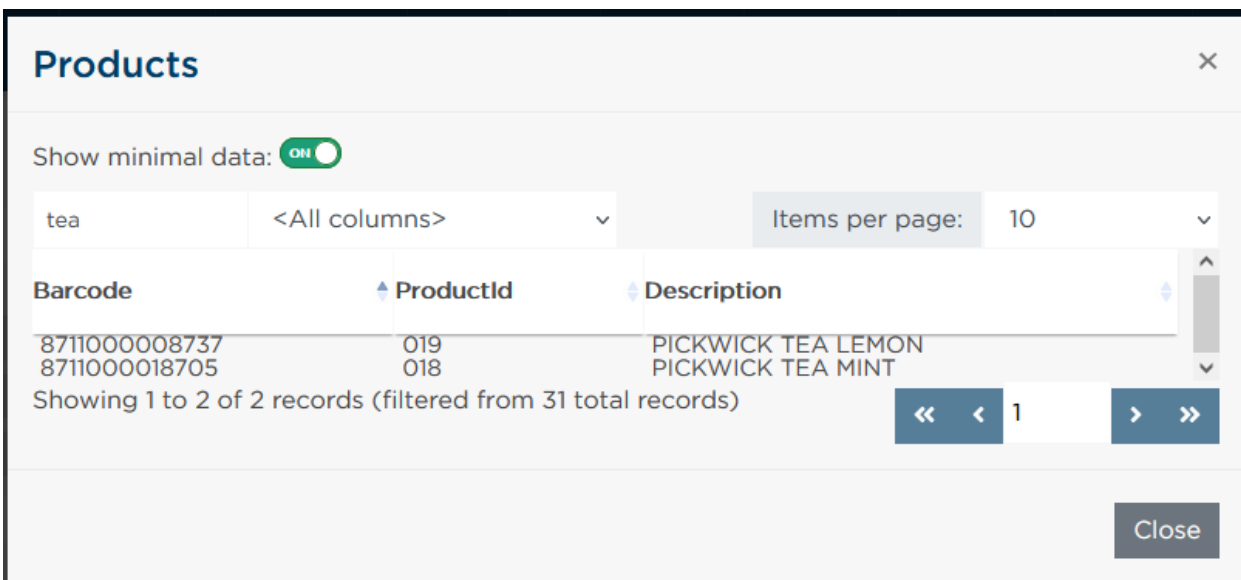 Products ×
Show minimal data: ON
tea <All columns> Items per page: 10
Barcode ProductId Description
8711000008737 019 PICKWICK TEA LEMON
8711000018705 018 PICKWICK TEA MINT
Showing 1 to 2 of 2 records (filtered from 31 total records)
« ‹ 1 › »
Close